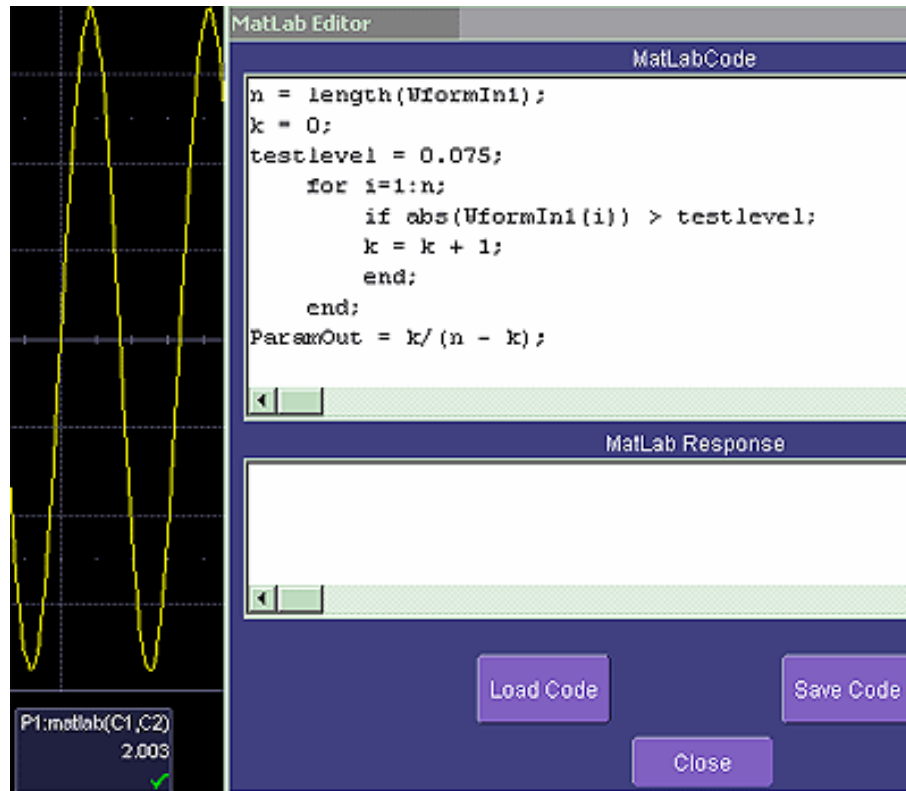 MatLab Editor
MatLabCode
n = length(WformIn1);
k = 0;
testlevel = 0.075;
for i=1:n;
if abs(WformIn1(i)) > testlevel;
k = k + 1;
end;
end;
ParamOut = k/(n - k);
MatLab Response
Load Code
Save Code
Close
P1:matlab(C1,C2)
2.003